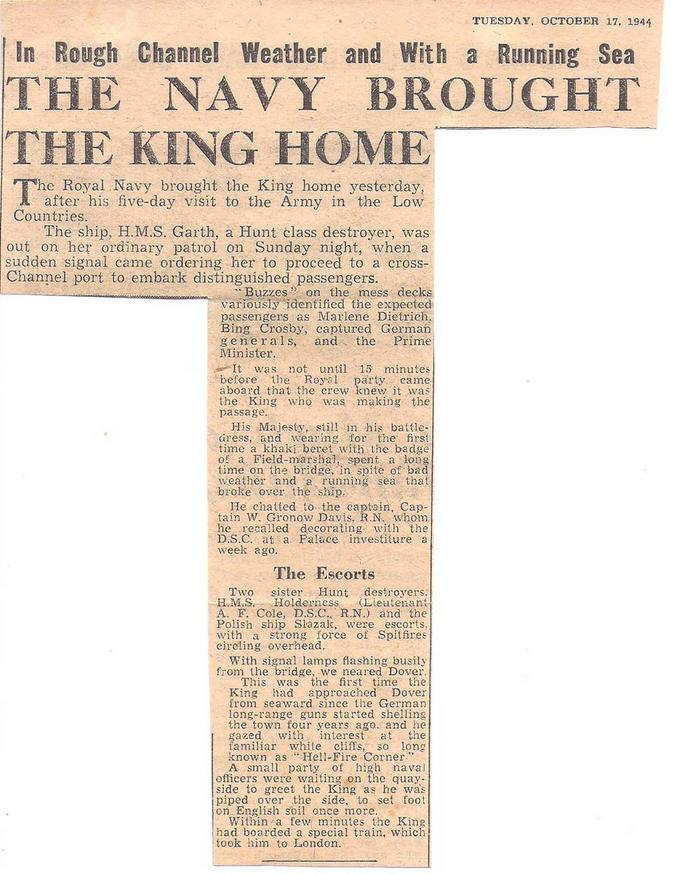 TUESDAY, OCTOBER 17, 1944
In Rough Channel Weather and With a Running Sea
THE NAVY BROUGHT
THE KING HOME
The Royal Navy brought the King home yesterday,
after his five-day visit to the Army in the Low
Countries.
The ship, H.M.S. Garth, a Hunt class destroyer, was
out on her ordinary patrol on Sunday night, when a
sudden signal came ordering her to proceed to a cross-
Channel port to embark distinguished passengers.
"Buzzes" on the mess decks
variously identified the expected
passengers as Marlene Dietrich,
Bing Crosby, captured German
generals, and the Prime
Minister.
It was not until 15 minutes
before the Royal party came
aboard that the crew knew it was
the King who was making the
passage.
His Majesty, still in his battle-
dress, and wearing for the first
time a khaki beret with the badge
of a Field-marshal, spent a long
time on the bridge, in spite of bad
weather and a running sea that
broke over the ship.
He chatted to the captain, Cap-
tain W. Gronow Davis, R.N. whom
he recalled decorating with the
D.S.C. at a Palace investiture a
week ago.
The Escorts
Two sister Hunt destroyers,
H.M.S. Holderness (Lieutenant
A. F. Cole, D.S.C., R.N.) and the
Polish ship Slazak, were escorts,
with a strong force of Spitfires
circling overhead.
With signal lamps flashing busily
from the bridge, we neared Dover.
This was the first time the
King had approached Dover
from seaward since the German
long-range guns started shelling
the town four years ago. and he
gazed with interest at the
familiar white cliffs, so long
known as "Hell-Fire Corner."
A small party of high naval
officers were waiting on the quay-
side to greet the King as he was
piped over the side, to set foot
on English soil once more.
Within a few minutes the King
had boarded a special train, which
took him to London.